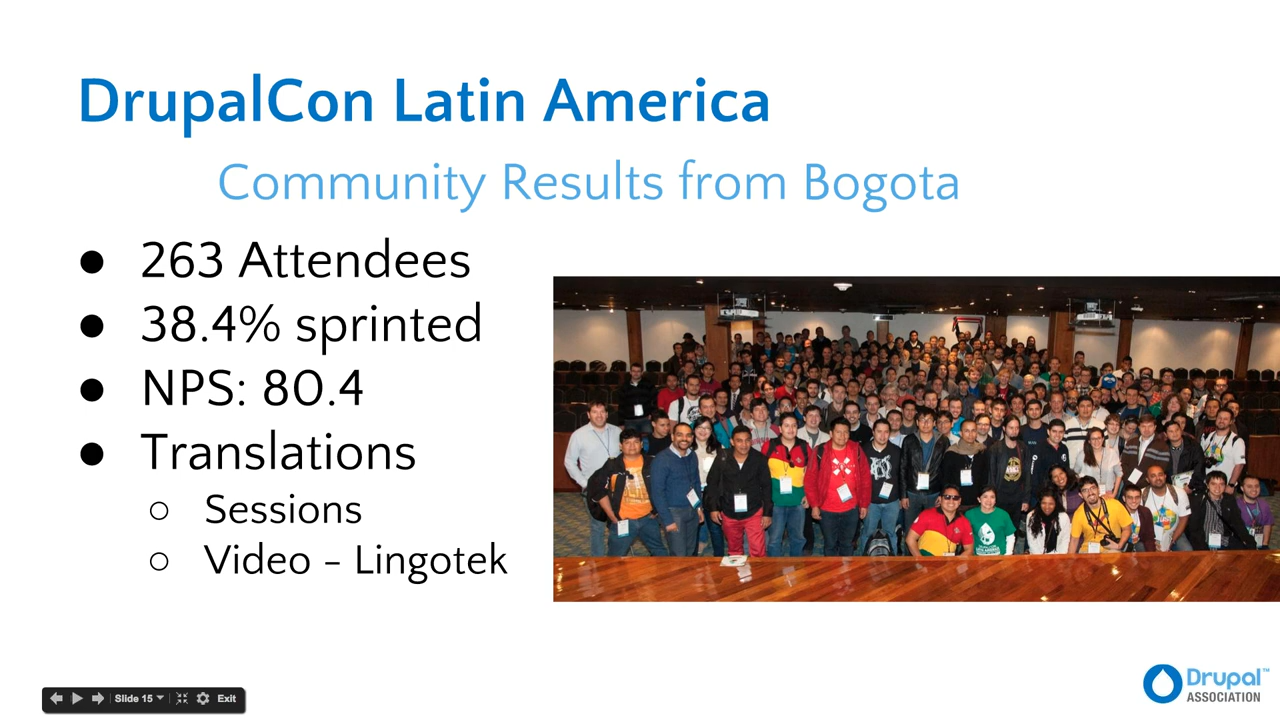 DrupalCon Latin America
Community Results from Bogota
● 263 Attendees
● 38.4% sprinted
● NPS: 80.4
● Translations
○ Sessions
○ Video - Lingotek
Slide 15
Exit
Drupal™
ASSOCIATION